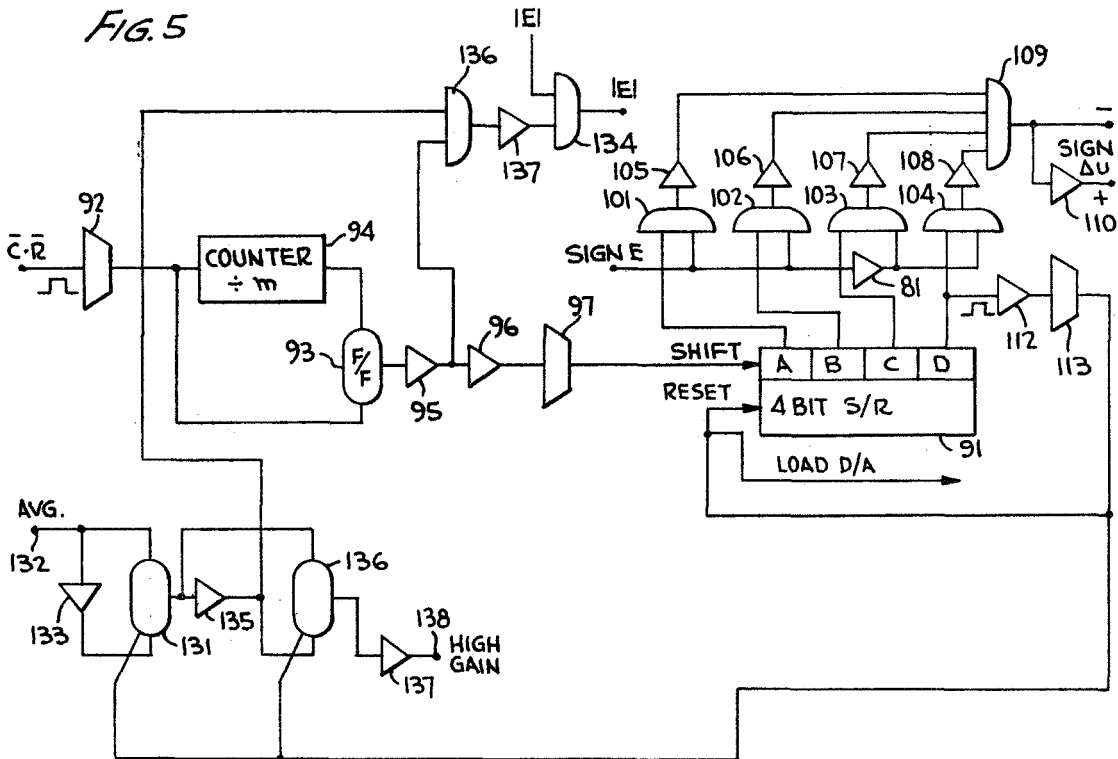 FIG. 5
|E|
136
|E|
137
134
109
105
106
107
108
101
102
103
104
−
SIGN
ΔU
+
110
92
C̄·R̄
94
COUNTER
÷ m
SIGN E
81
112
113
93
F/F
95
96
97
SHIFT
A B C D
RESET
4 BIT S/R
91
LOAD D/A
AVG.
132
133
131
135
136
138
HIGH
GAIN
137